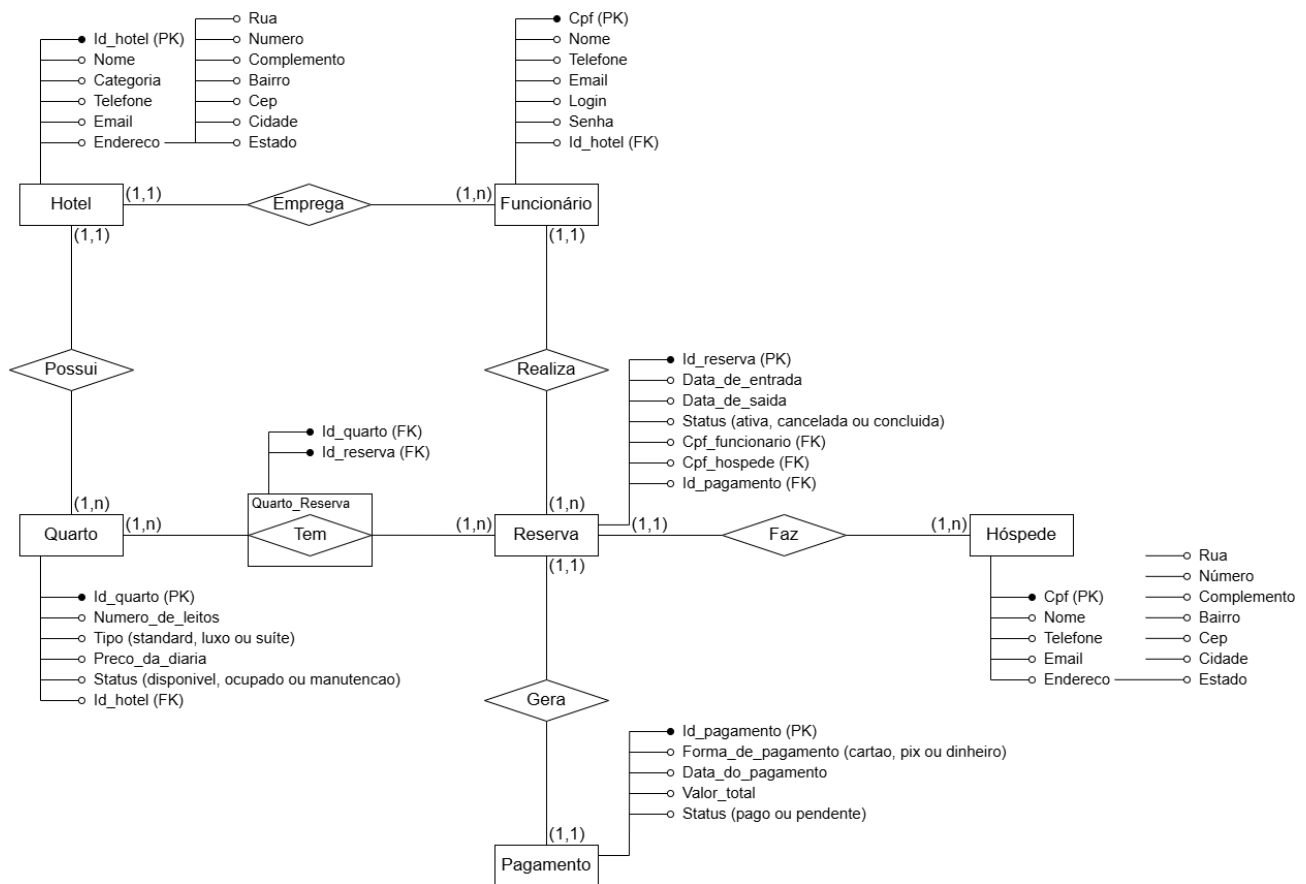 Id_hotel (PK)
Nome
Categoria
Telefone
Email
Endereco
Rua
Numero
Complemento
Bairro
Cep
Cidade
Estado
Cpf (PK)
Nome
Telefone
Email
Login
Senha
Id_hotel (FK)
Hotel
(1,1)
Emprega
(1,n)
Funcionário
(1,1)
(1,1)
Possui
Realiza
Id_reserva (PK)
Data_de_entrada
Data_de_saida
Status (ativa, cancelada ou concluida)
Cpf_funcionario (FK)
Cpf_hospede (FK)
Id_pagamento (FK)
Id_quarto (FK)
Id_reserva (FK)
(1,n)
(1,n)
Quarto
(1,n)
Quarto_Reserva
Tem
(1,n)
Reserva
(1,1)
Faz
(1,n)
Hóspede
(1,1)
Id_quarto (PK)
Numero_de_leitos
Tipo (standard, luxo ou suíte)
Preco_da_diaria
Status (disponivel, ocupado ou manutencao)
Id_hotel (FK)
Cpf (PK)
Nome
Telefone
Email
Endereco
Rua
Número
Complemento
Bairro
Cep
Cidade
Estado
Gera
Id_pagamento (PK)
Forma_de_pagamento (cartao, pix ou dinheiro)
Data_do_pagamento
Valor_total
Status (pago ou pendente)
(1,1)
Pagamento